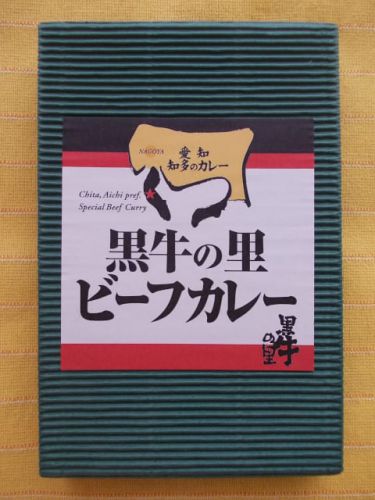 NAGOYA
愛知
知多のカレー
Chita, Aichi pref.
Special Beef Curry
黒牛の里
ビーフカレー
黒牛の里